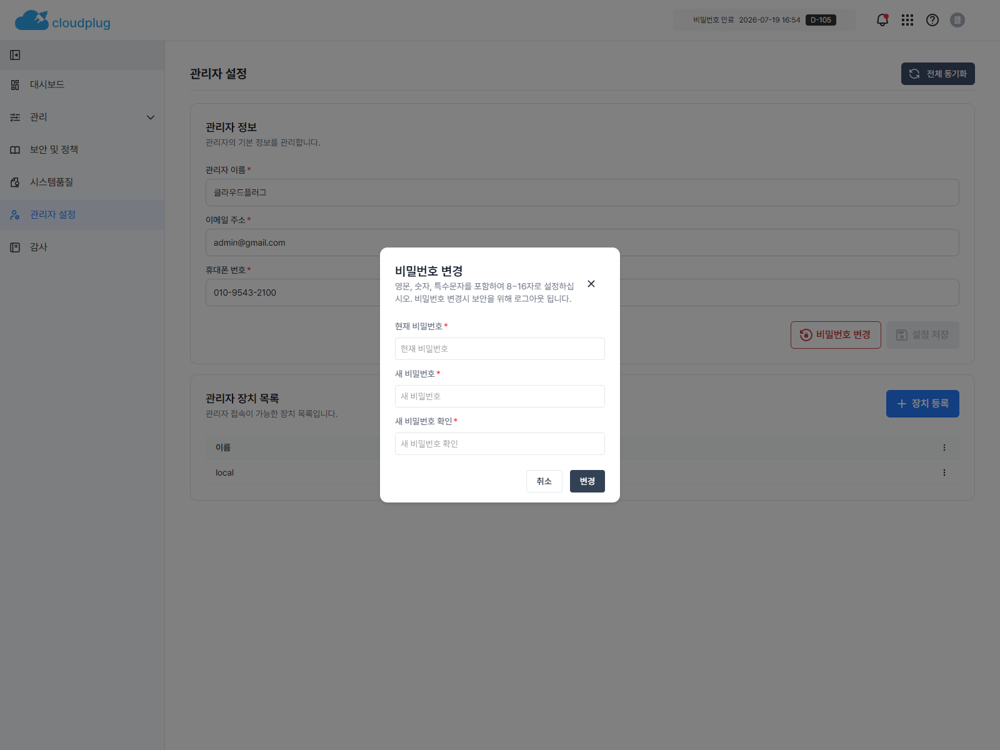 cloudplug
비밀번호 만료 2026-07-19 16:54 D-105
클
대시보드
관리
보안 및 정책
시스템품질
관리자 설정
감사
관리자 설정
전체 동기화
관리자 정보
관리자의 기본 정보를 관리합니다.
관리자 이름*
클라우드플러그
이메일 주소*
admin@gmail.com
휴대폰 번호*
010-9543-2100
비밀번호 변경
설정 저장
관리자 장치 목록
관리자 접속이 가능한 장치 목록입니다.
장치 등록
이름
local
비밀번호 변경
영문, 숫자, 특수문자를 포함하여 8~16자로 설정하십
시오. 비밀번호 변경시 보안을 위해 로그아웃 됩니다.
현재 비밀번호*
현재 비밀번호
새 비밀번호*
새 비밀번호
새 비밀번호 확인*
새 비밀번호 확인
취소
변경